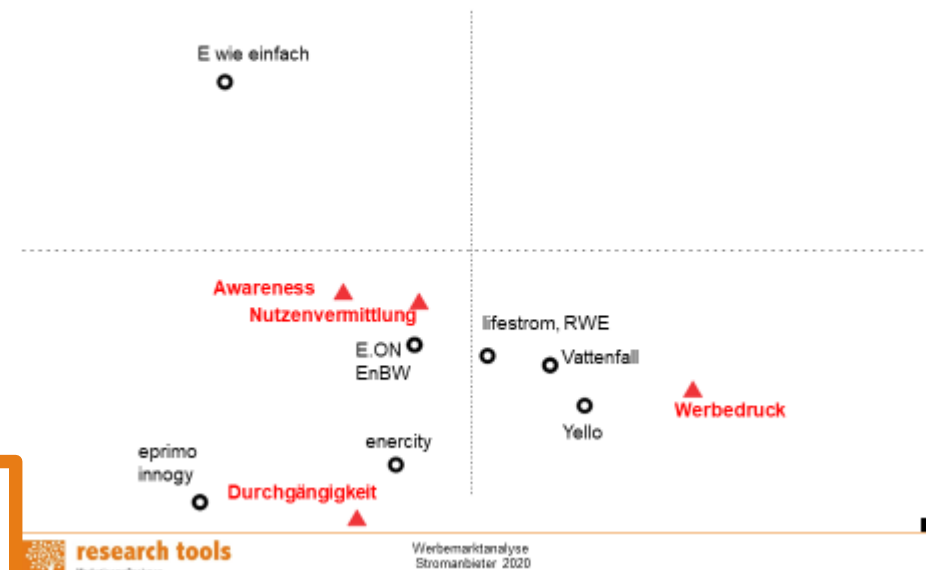 E wie einfach
Awareness
Nutzenvermittlung
lifestrom, RWE
E.ON
EnBW
Vattenfall
Werbedruck
Yello
enercity
eprimo
innogy
Durchgängigkeit
research tools
Werbemarktanalyse
Stromanbieter 2020